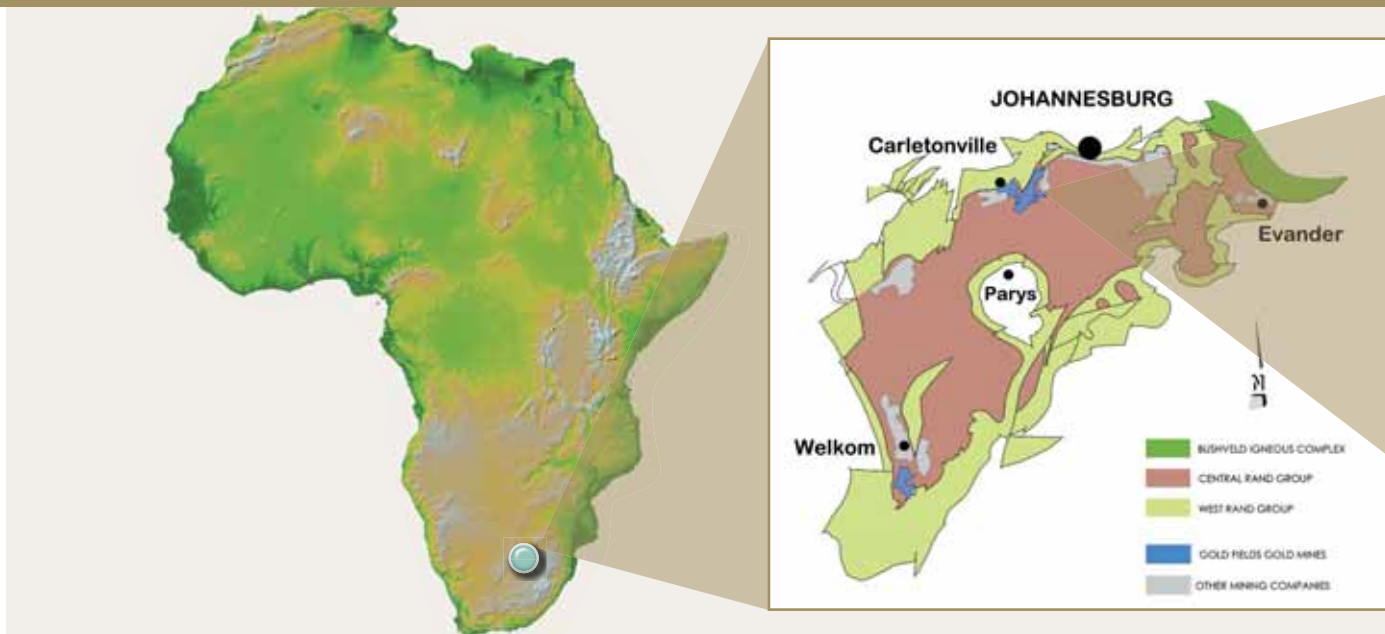 JOHANNESBURG
Carletonville
Evander
Parys
N
Welkom
BUSHVELD IGNEOUS COMPLEX
CENTRAL RAND GROUP
WEST RAND GROUP
GOLD FIELDS GOLD MINES
OTHER MINING COMPANIES